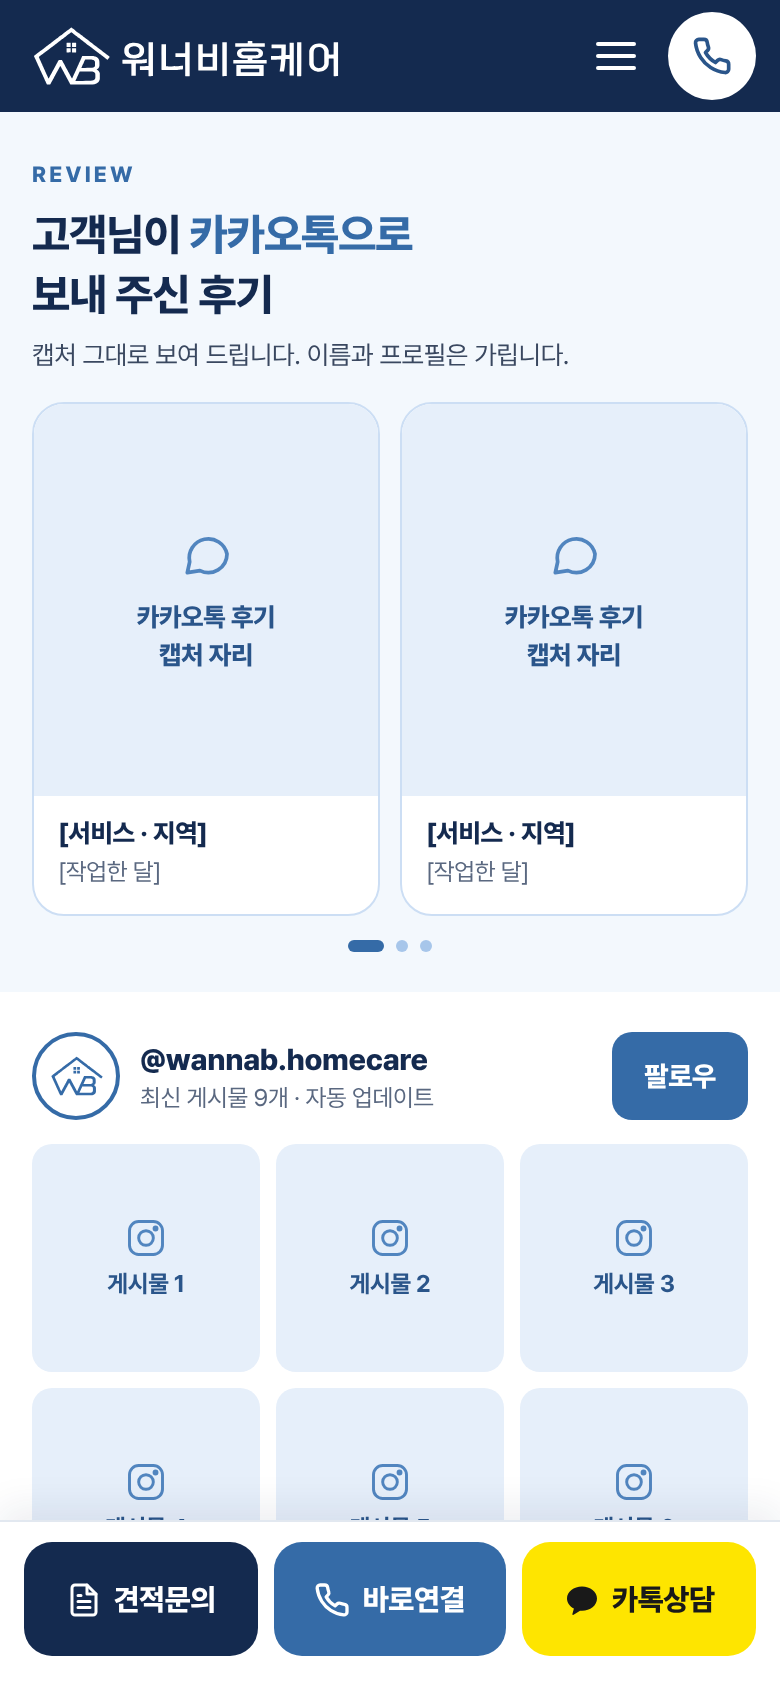 워너비홈케어
REVIEW
고객님이 카카오톡으로
보내 주신 후기
캡처 그대로 보여 드립니다. 이름과 프로필은 가립니다.
카카오톡 후기
캡처 자리
카카오톡 후기
캡처 자리
[서비스 · 지역]
[작업한 달]
[서비스 · 지역]
[작업한 달]
@wannab.homecare
최신 게시물 9개 · 자동 업데이트
팔로우
게시물 1
게시물 2
게시물 3
견적문의
바로연결
카톡상담